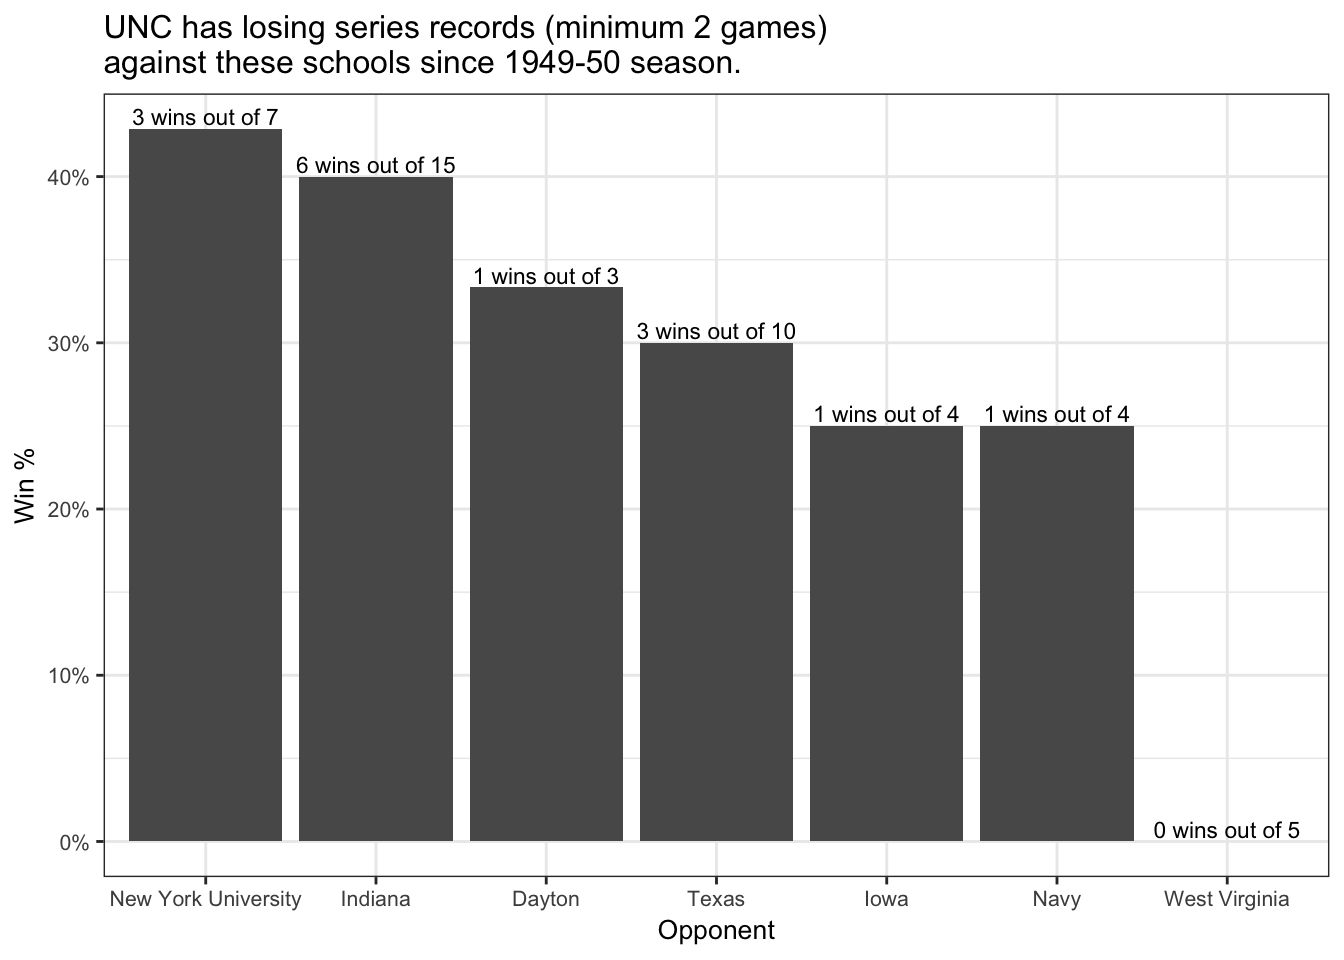 UNC has losing series records (minimum 2 games)
against these schools since 1949-50 season.
3 wins out of 7
6 wins out of 15
1 wins out of 3
3 wins out of 10
1 wins out of 4
1 wins out of 4
0 wins out of 5
40%
30%
20%
10%
0%
Win %
New York University
Indiana
Dayton
Texas
Iowa
Navy
West Virginia
Opponent